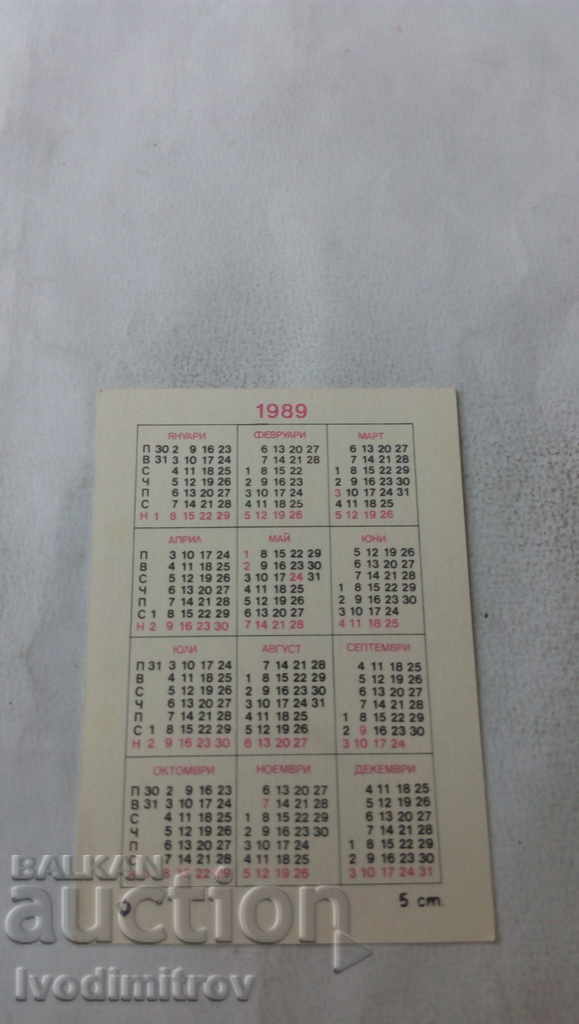 1989
ЯНУАРИ ФЕВРУАРИ МАРТ
П 30 2 9 16 23 6 13 20 27 6 13 20 27
В 31 3 10 17 24 7 14 21 28 7 14 21 28
С 4 11 18 25 1 8 15 22 1 8 15 22 29
Ч 5 12 19 26 2 9 16 23 2 9 16 23 30
П 6 13 20 27 3 10 17 24 3 10 17 24 31
С 7 14 21 28 4 11 18 25 4 11 18 25
Н 1 8 15 22 29 5 12 19 26 5 12 19 26
АПРИЛ МАЙ ЮНИ
П 3 10 17 24 1 8 15 22 29 5 12 19 26
В 4 11 18 25 2 9 16 23 30 6 13 20 27
С 5 12 19 26 3 10 17 24 31 7 14 21 28
Ч 6 13 20 27 4 11 18 25 1 8 15 22 29
П 7 14 21 28 5 12 19 26 2 9 16 23 30
С 1 8 15 22 29 6 13 20 27 3 10 17 24
Н 2 9 16 23 30 7 14 21 28 4 11 18 25
ЮЛИ АВГУСТ СЕПТЕМВРИ
П 31 3 10 17 24 7 14 21 28 4 11 18 25
В 4 11 18 25 1 8 15 22 29 5 12 19 26
С 5 12 19 26 2 9 16 23 30 6 13 20 27
Ч 6 13 20 27 3 10 17 24 31 7 14 21 28
П 7 14 21 28 4 11 18 25 1 8 15 22 29
С 1 8 15 22 29 5 12 19 26 2 9 16 23 30
Н 2 9 16 23 30 6 13 20 27 3 10 17 24
ОКТОМВРИ НОЕМВРИ ДЕКЕМВРИ
П 30 2 9 16 23 6 13 20 27 4 11 18 25
В 31 3 10 17 24 7 14 21 28 5 12 19 26
С 4 11 18 25 1 8 15 22 29 6 13 20 27
Ч 5 12 19 26 2 9 16 23 30 7 14 21 28
П 6 13 20 27 3 10 17 24 1 8 15 22 29
7 14 21 28 4 11 18 25 2 9 16 23 30
8 15 22 29 5 12 19 26 3 10 17 24 31
5 cт.
BALKAN
auction
Ivodimitrov